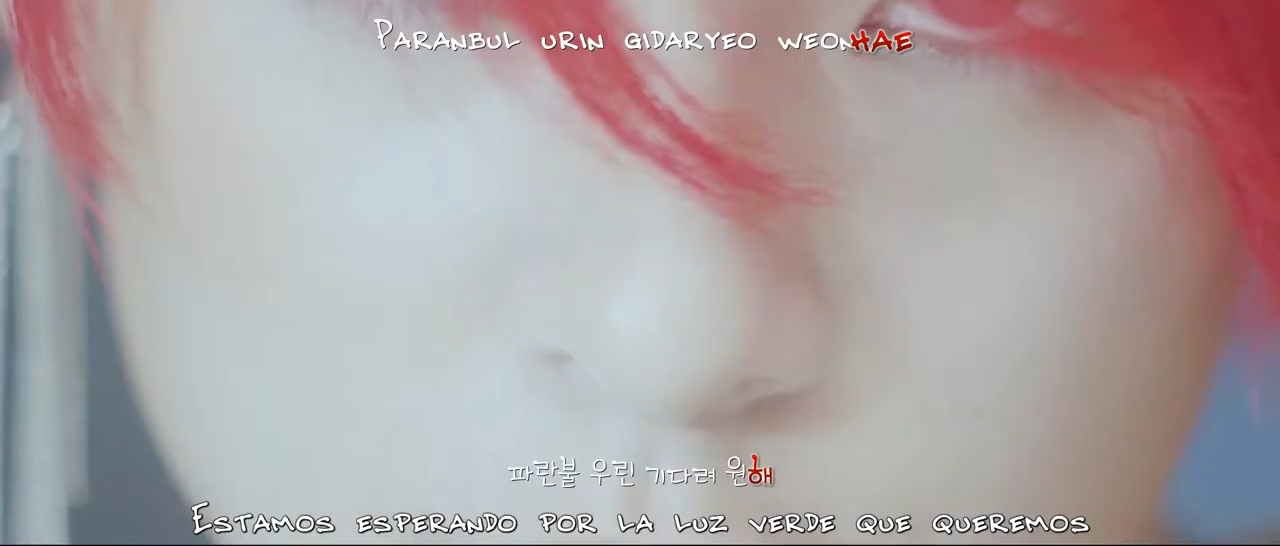 Paranbul urin gidaryeo weonhae
파란불 우린 기다려 원해
Estamos esperando por la luz verde que queremos